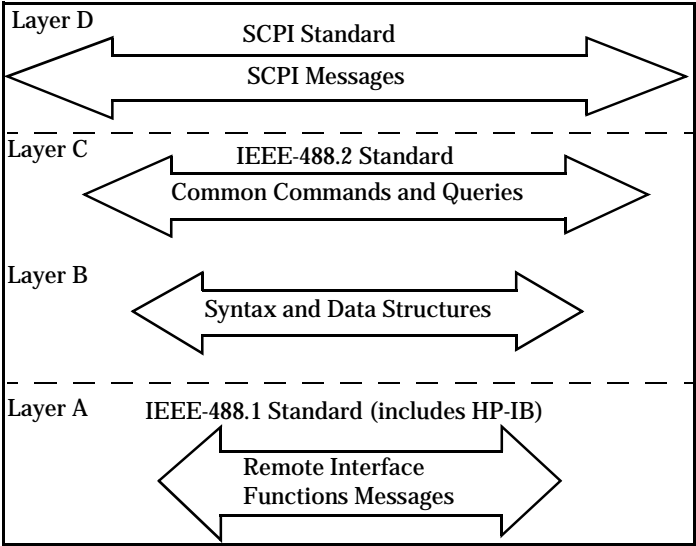 Layer D
SCPI Standard
SCPI Messages
Layer C
IEEE-488.2 Standard
Common Commands and Queries
Layer B
Syntax and Data Structures
Layer A
IEEE-488.1 Standard (includes HP-IB)
Remote Interface
Functions Messages